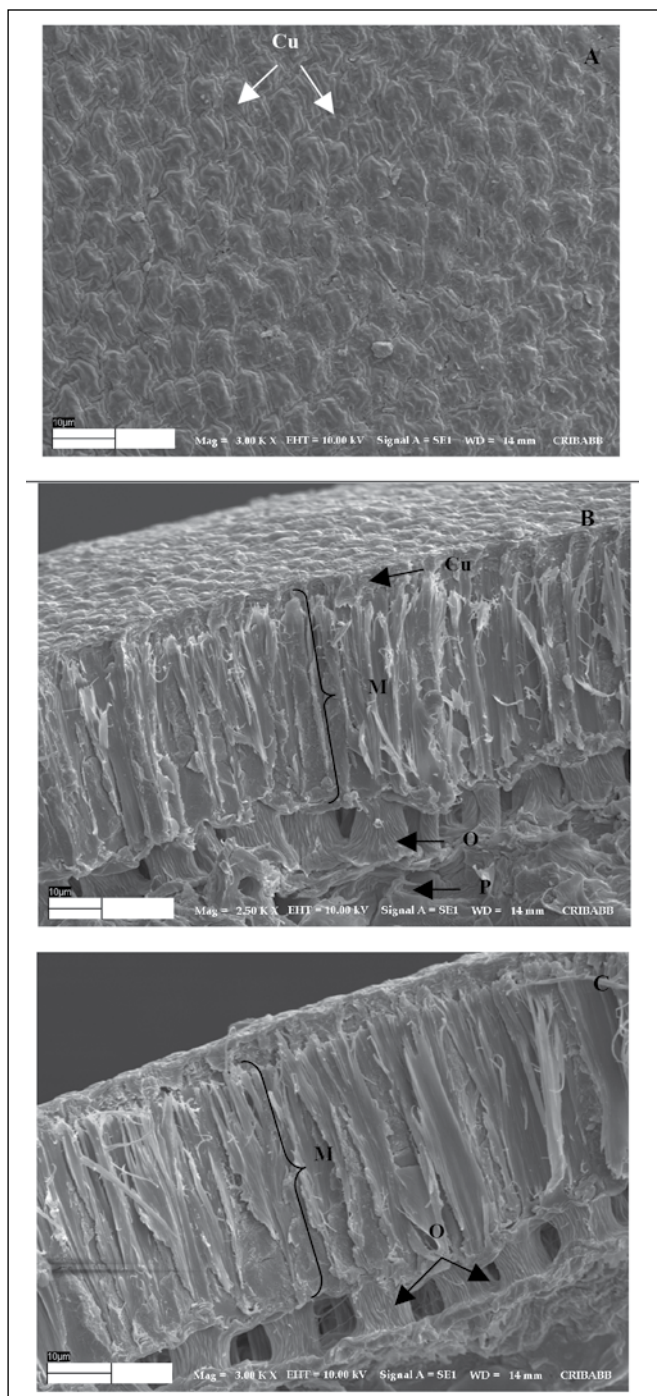 Cu
A
10µm
Mag = 3.00 K X EHT = 10.00 kV Signal A = SE1 WD = 14 mm CRIBABB
B
Cu
M
O
P
10µm
Mag = 2.50 K X EHT = 10.00 kV Signal A = SE1 WD = 14 mm CRIBABB
C
M
O
10µm
Mag = 3.00 K X EHT = 10.00 kV Signal A = SE1 WD = 14 mm CRIBABB